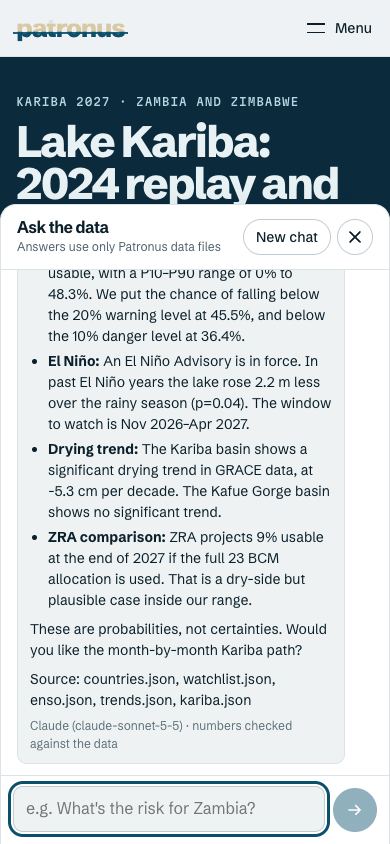 patronus
Menu
KARIBA 2027 · ZAMBIA AND ZIMBABWE
Lake Kariba:
2024 replay and
Ask the data
Answers use only Patronus data files
New chat
usable, with a P10-P90 range of 0% to
48.3%. We put the chance of falling below
the 20% warning level at 45.5%, and below
the 10% danger level at 36.4%.
• El Niño: An El Niño Advisory is in force. In
past El Niño years the lake rose 2.2 m less
over the rainy season (p=0.04). The window
to watch is Nov 2026-Apr 2027.
• Drying trend: The Kariba basin shows a
significant drying trend in GRACE data, at
-5.3 cm per decade. The Kafue Gorge basin
shows no significant trend.
• ZRA comparison: ZRA projects 9% usable
at the end of 2027 if the full 23 BCM
allocation is used. That is a dry-side but
plausible case inside our range.
These are probabilities, not certainties. Would
you like the month-by-month Kariba path?
Source: countries.json, watchlist.json,
enso.json, trends.json, kariba.json
Claude (claude-sonnet-5-5) · numbers checked
against the data
e.g. What's the risk for Zambia?